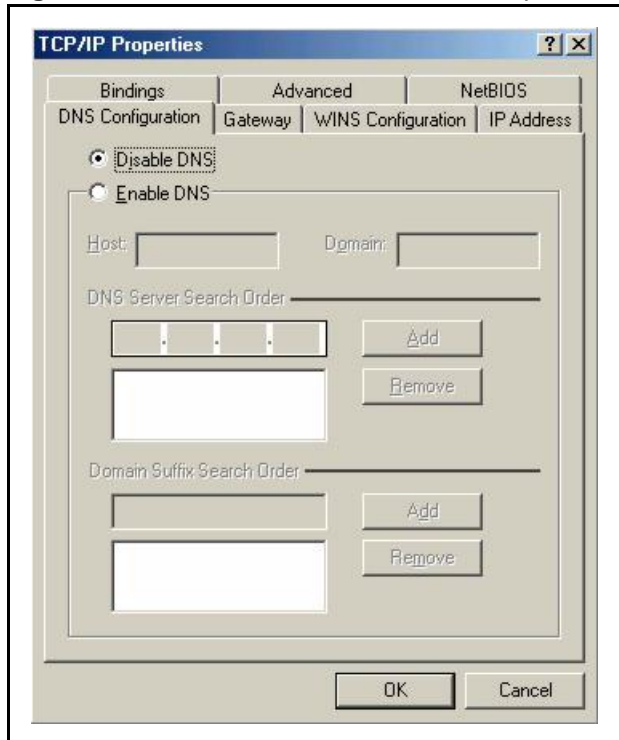 TCP/IP Properties ? ×
Bindings Advanced NetBIOS
DNS Configuration Gateway WINS Configuration IP Address
Disable DNS
Enable DNS
Host: Domain:
DNS Server Search Order
. . . Add
Remove
Domain Suffix Search Order
Add
Remove
OK Cancel